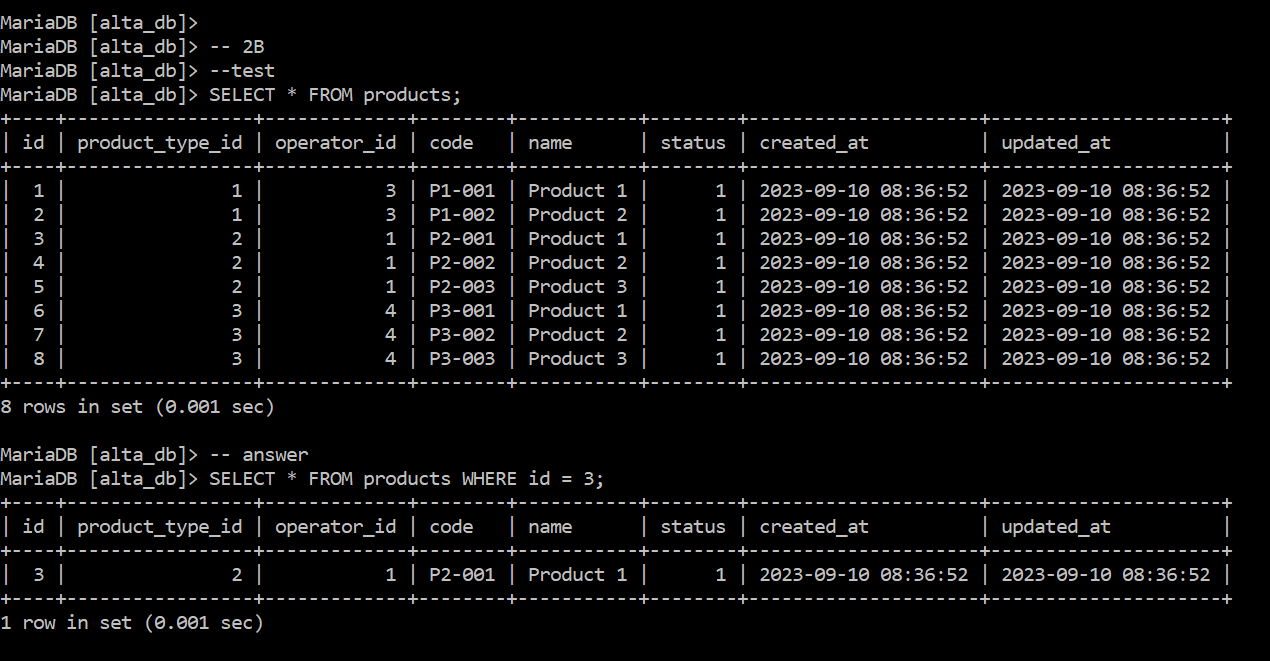 MariaDB [alta_db]>
MariaDB [alta_db]> -- 2B
MariaDB [alta_db]> --test
MariaDB [alta_db]> SELECT * FROM products;
+----+-----------------+-------------+--------+-----------+--------+---------------------+---------------------+
| id | product_type_id | operator_id | code   | name      | status | created_at          | updated_at          |
+----+-----------------+-------------+--------+-----------+--------+---------------------+---------------------+
|  1 |               1 |           3 | P1-001 | Product 1 |      1 | 2023-09-10 08:36:52 | 2023-09-10 08:36:52 |
|  2 |               1 |           3 | P1-002 | Product 2 |      1 | 2023-09-10 08:36:52 | 2023-09-10 08:36:52 |
|  3 |               2 |           1 | P2-001 | Product 1 |      1 | 2023-09-10 08:36:52 | 2023-09-10 08:36:52 |
|  4 |               2 |           1 | P2-002 | Product 2 |      1 | 2023-09-10 08:36:52 | 2023-09-10 08:36:52 |
|  5 |               2 |           1 | P2-003 | Product 3 |      1 | 2023-09-10 08:36:52 | 2023-09-10 08:36:52 |
|  6 |               3 |           4 | P3-001 | Product 1 |      1 | 2023-09-10 08:36:52 | 2023-09-10 08:36:52 |
|  7 |               3 |           4 | P3-002 | Product 2 |      1 | 2023-09-10 08:36:52 | 2023-09-10 08:36:52 |
|  8 |               3 |           4 | P3-003 | Product 3 |      1 | 2023-09-10 08:36:52 | 2023-09-10 08:36:52 |
+----+-----------------+-------------+--------+-----------+--------+---------------------+---------------------+
8 rows in set (0.001 sec)

MariaDB [alta_db]> -- answer
MariaDB [alta_db]> SELECT * FROM products WHERE id = 3;
+----+-----------------+-------------+--------+-----------+--------+---------------------+---------------------+
| id | product_type_id | operator_id | code   | name      | status | created_at          | updated_at          |
+----+-----------------+-------------+--------+-----------+--------+---------------------+---------------------+
|  3 |               2 |           1 | P2-001 | Product 1 |      1 | 2023-09-10 08:36:52 | 2023-09-10 08:36:52 |
+----+-----------------+-------------+--------+-----------+--------+---------------------+---------------------+
1 row in set (0.001 sec)